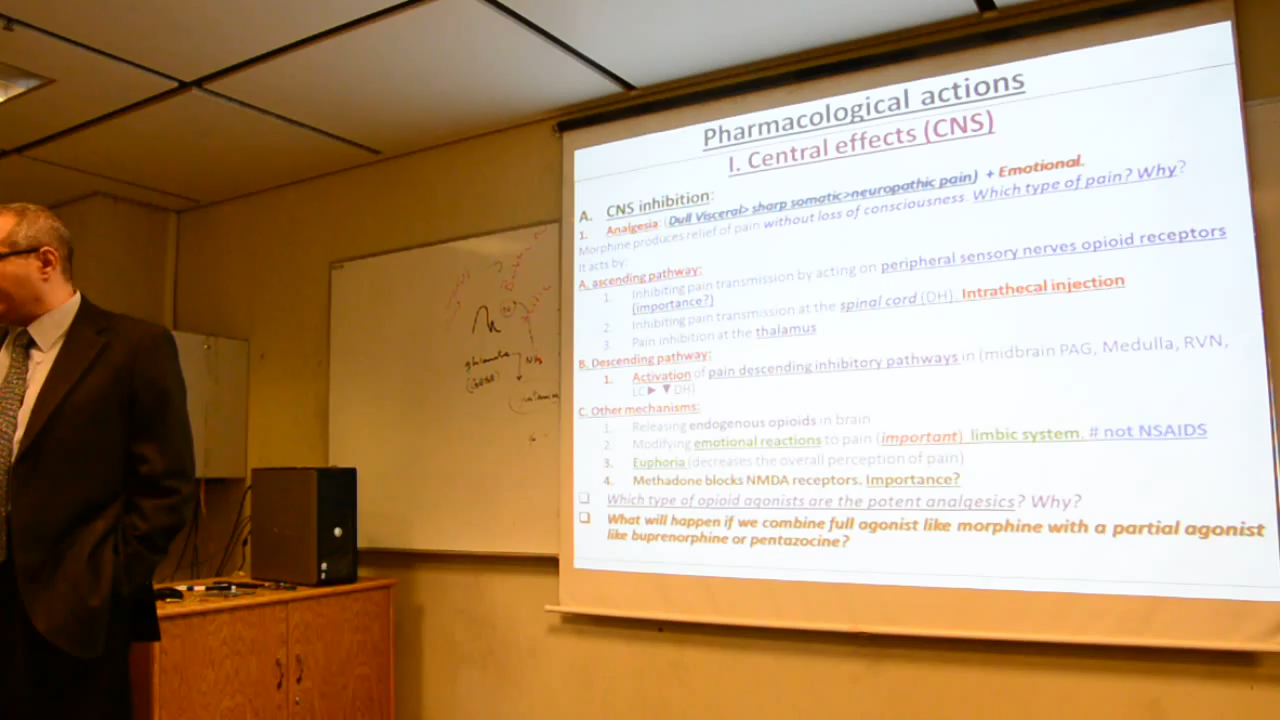 Pharmacological actions
I. Central effects (CNS)
A. CNS inhibition:
1. Analgesia: (Dull Visceral> sharp somatic>neuropathic pain) + Emotional.
Morphine produces relief of pain without loss of consciousness. Which type of pain? Why?
It acts by:
A. ascending pathway:
1. Inhibiting pain transmission by acting on peripheral sensory nerves opioid receptors
(importance?)
2. Inhibiting pain transmission at the spinal cord (DH). Intrathecal injection
3. Pain inhibition at the thalamus
B. Descending pathway:
1. Activation of pain descending inhibitory pathways in (midbrain PAG, Medulla, RVN,
LC► ▼DH)
C. Other mechanisms:
1. Releasing endogenous opioids in brain
2. Modifying emotional reactions to pain (important) limbic system. # not NSAIDS
3. Euphoria (decreases the overall perception of pain)
4. Methadone blocks NMDA receptors. Importance?
❑ Which type of opioid agonists are the potent analgesics? Why?
❑ What will happen if we combine full agonist like morphine with a partial agonist
like buprenorphine or pentazocine?